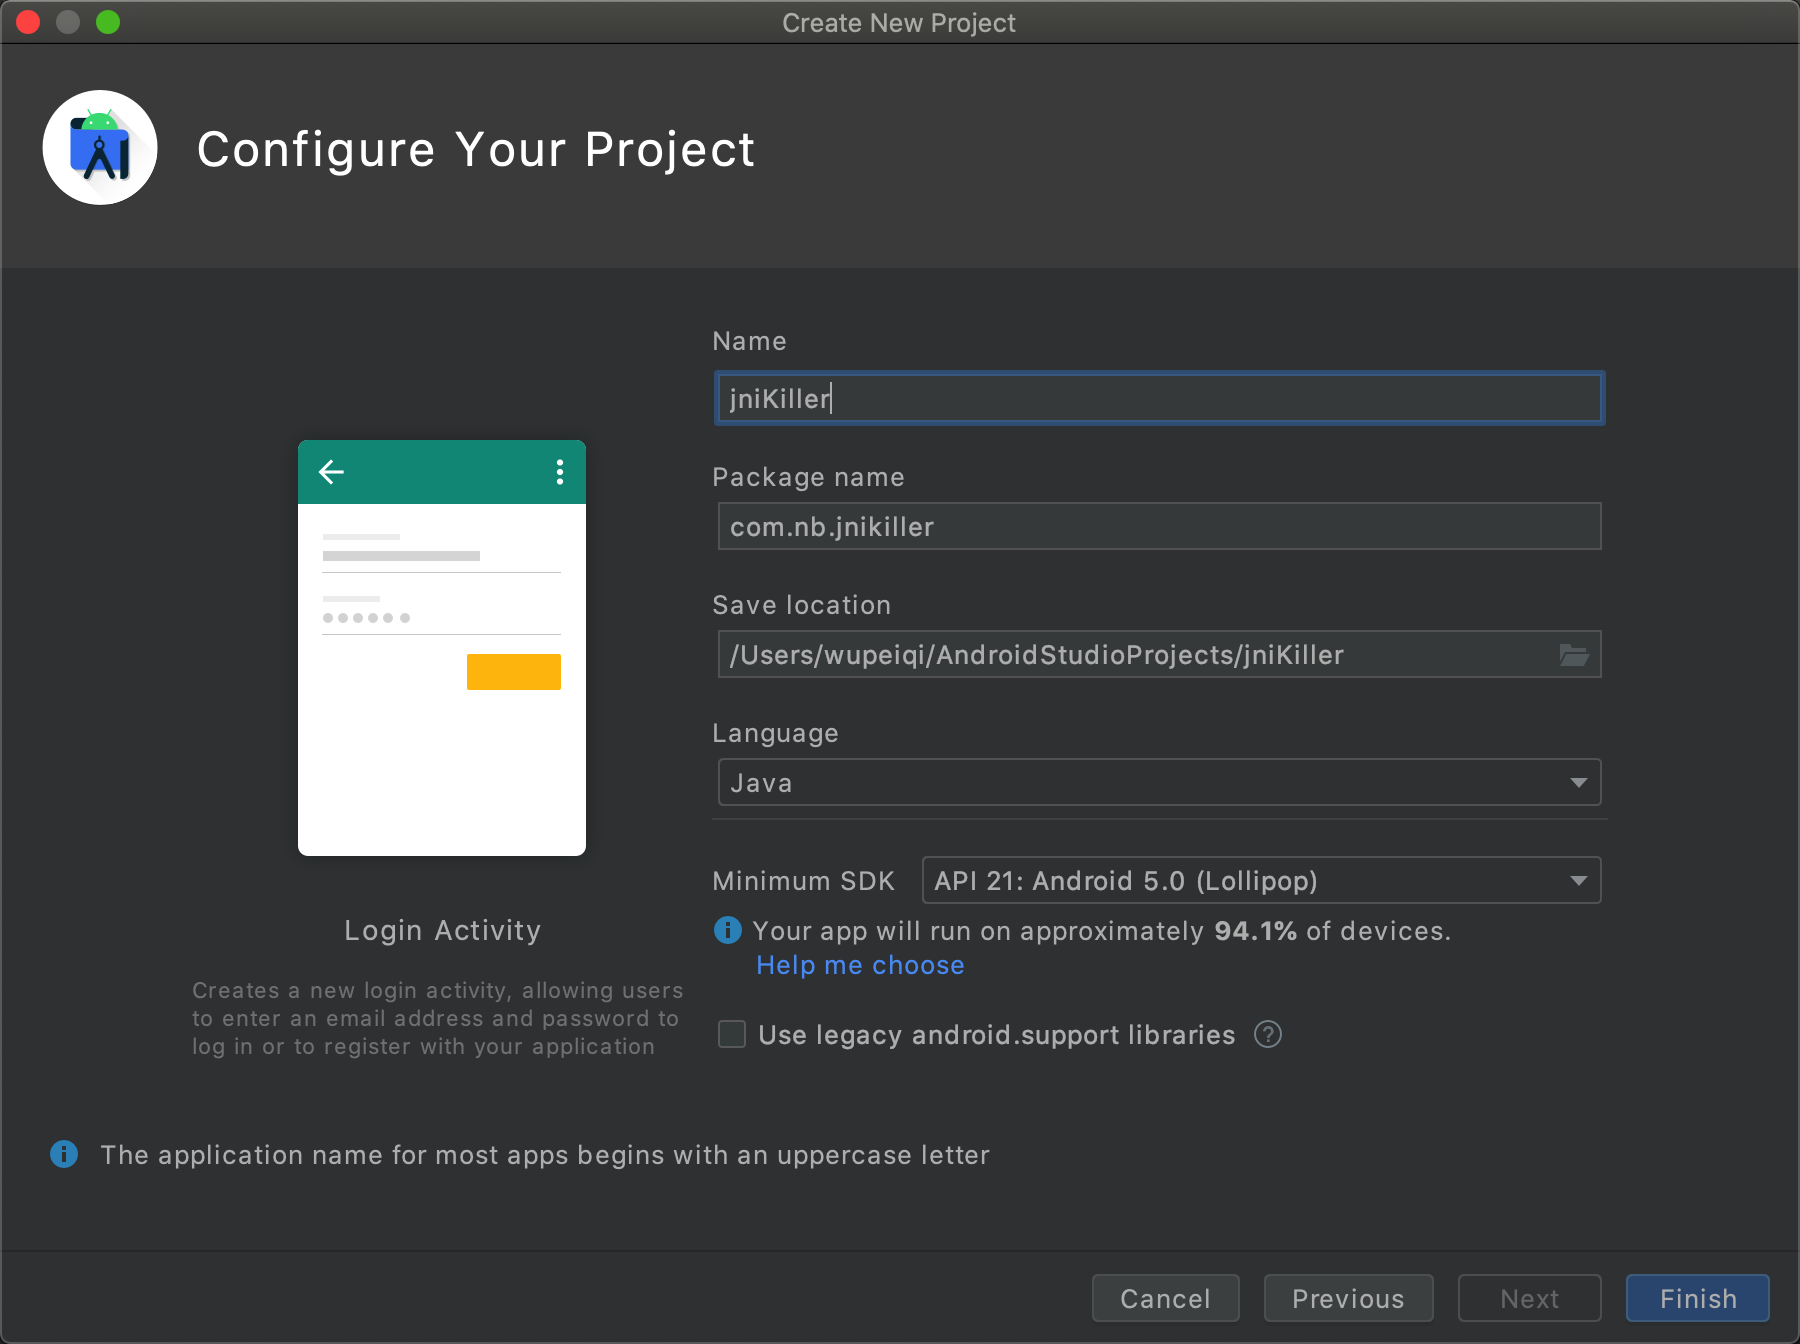 Create New Project
Configure Your Project
Name
jniKiller
Package name
com.nb.jnikiller
Save location
/Users/wupeiqi/AndroidStudioProjects/jniKiller
Language
Java
Minimum SDK
API 21: Android 5.0 (Lollipop)
Your app will run on approximately 94.1% of devices.
Help me choose
Use legacy android.support libraries
Login Activity
Creates a new login activity, allowing users
to enter an email address and password to
log in or to register with your application
The application name for most apps begins with an uppercase letter
Cancel
Previous
Next
Finish